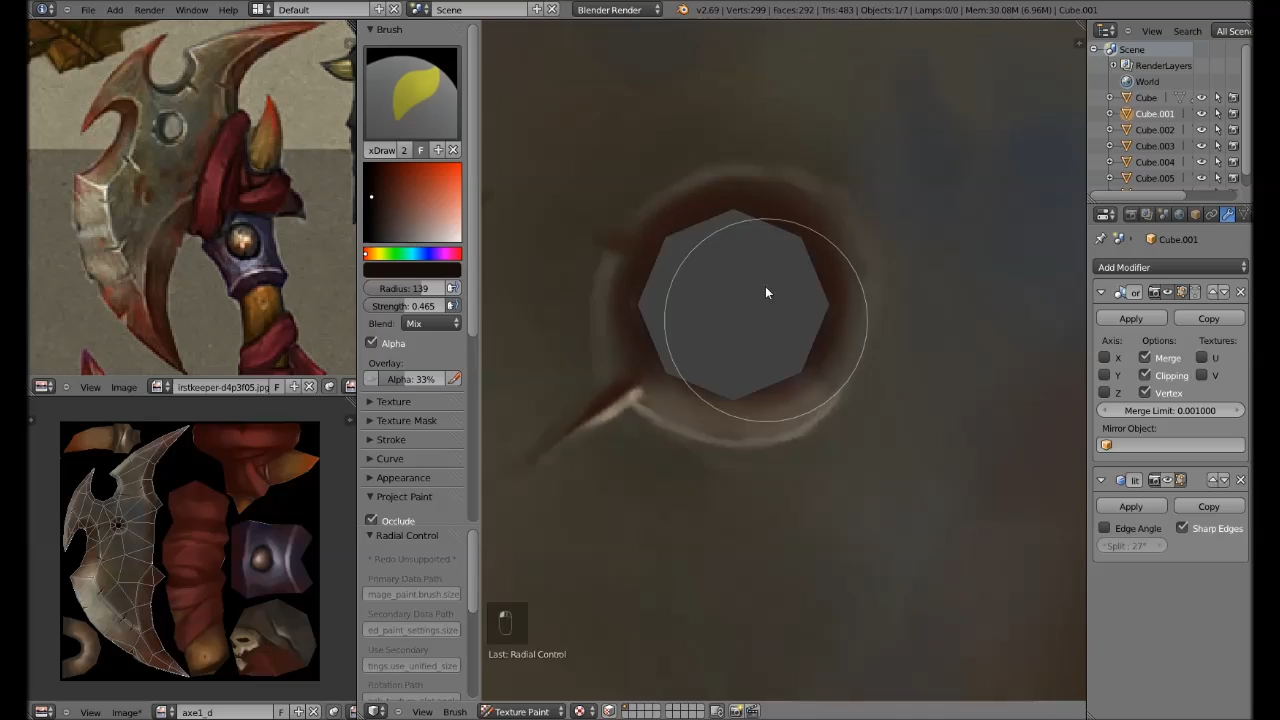 File Add Render Window Help Default Scene Blender Render v2.69 | Verts:299 | Faces:292 | Tris:483 | Objects:1/7 | Lamps:0/0 | Mem:30.08M (6.96M) | Cube.001
View Search All Scene
Brush
Scene
RenderLayers
World
Cube
Cube.001
Cube.002
Cube.003
Cube.004
Cube.005
xDraw 2 F
Cube.001
Add Modifier
Radius: 139
or
Strength: 0.465
Apply Copy
Blend: Mix
Axis: Options: Textures:
Alpha
X Merge U
Overlay:
Y Clipping V
Alpha: 33%
Z Vertex
View Image irstkeeper-d4p3f05.jpg F
Texture
Merge Limit: 0.001000
Texture Mask
Mirror Object:
Stroke
Curve
Appearance
lit
Project Paint
Apply Copy
Occlude
Edge Angle Sharp Edges
Radial Control
Split: 27°
* Redo Unsupported *
Primary Data Path
mage_paint.brush.size
Secondary Data Path
ed_paint_settings.size
Use Secondary
Last: Radial Control
tings.use_unified_size
Rotation Path
View Image* axe1_d F
View Brush Texture Paint